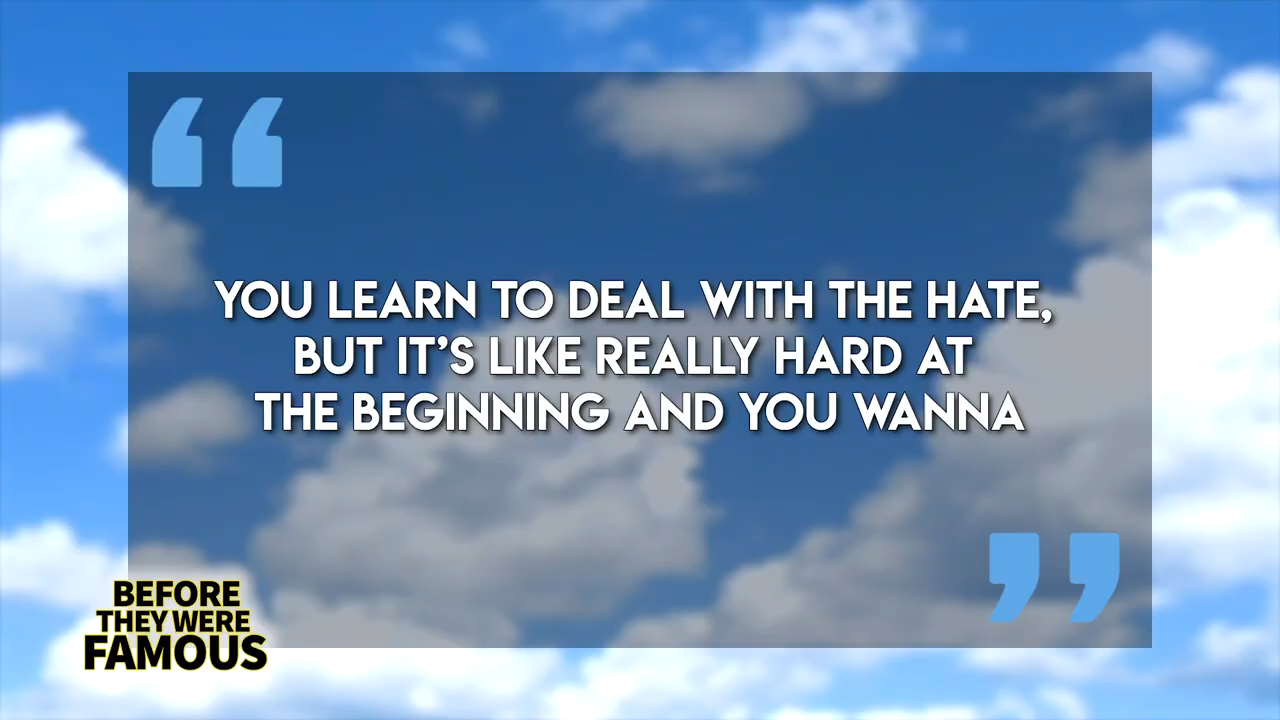 “
YOU LEARN TO DEAL WITH THE HATE,
BUT IT’S LIKE REALLY HARD AT
THE BEGINNING AND YOU WANNA
”
BEFORE
THEY WERE
FAMOUS